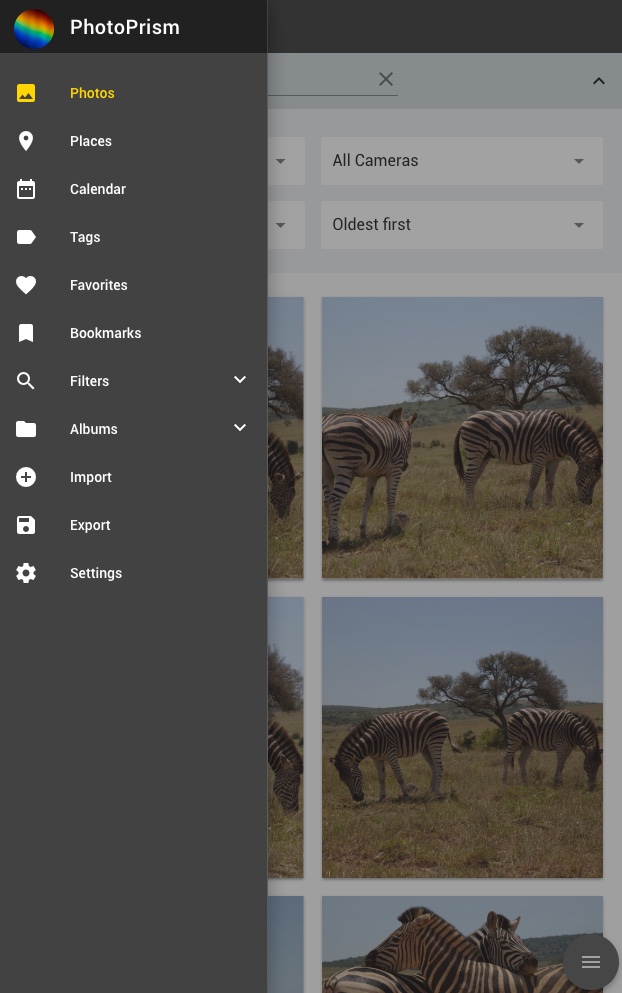 PhotoPrism
Photos
Places
Calendar
Tags
Favorites
Bookmarks
Filters
Albums
Import
Export
Settings
All Cameras
Oldest first